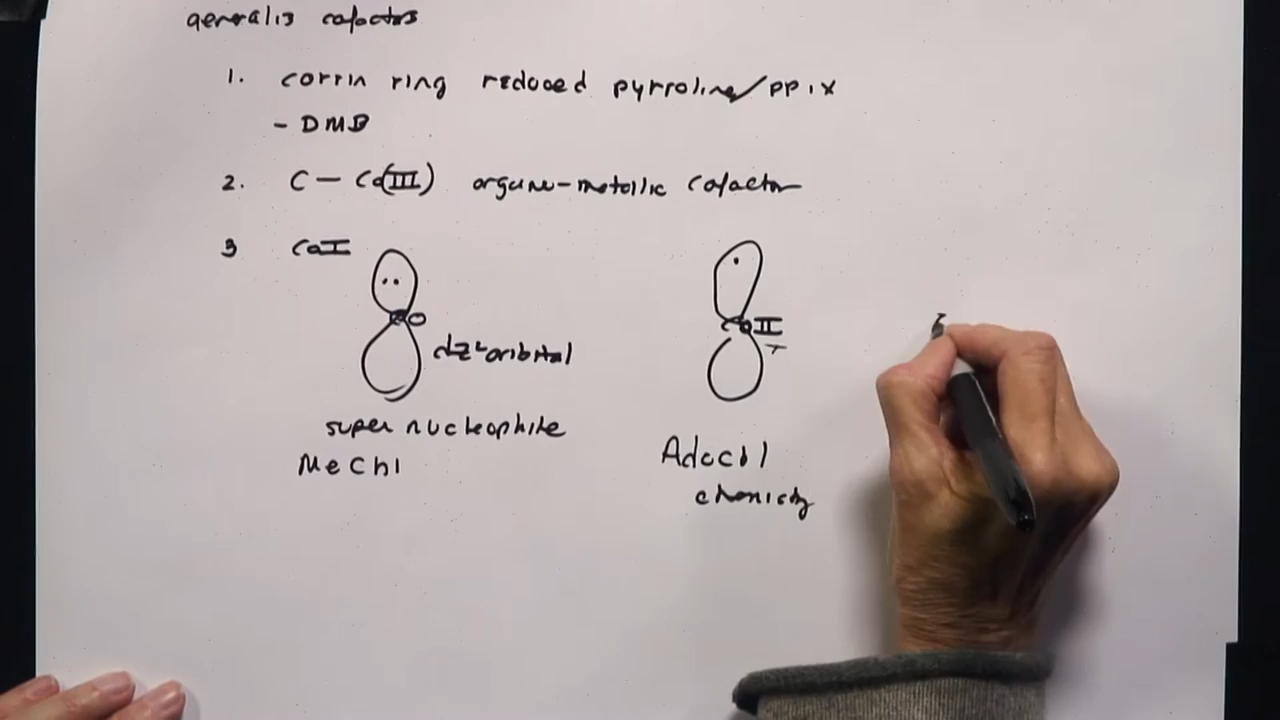 generalis cofactors
1. corrin ring reduced pyrroline/ppix
- DMB
2. C — Co(III) organo-metallic cofactor
3 CoI
dz² oribital
super nucleophile
MeCbl
CoII
Adocbl
chemistry